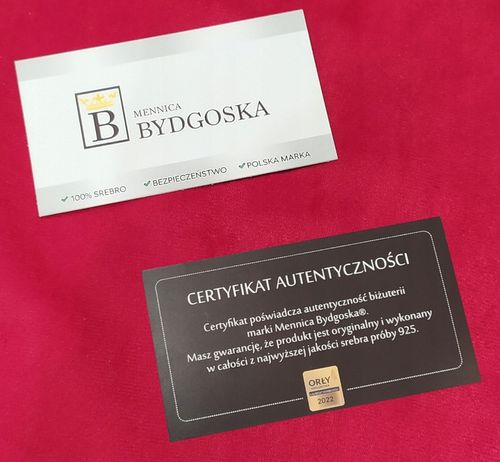 B
MENNICA
BYDGOSKA
100% SREBRO
BEZPIECZEŃSTWO
POLSKA MARKA
CERTYFIKAT AUTENTYCZNOŚCI
Certyfikat poświadcza autentyczność biżuterii
marki Mennica Bydgoska®.
Masz gwarancję, że produkt jest oryginalny i wykonany
w całości z najwyższej jakości srebra próby 925.
ORŁY
2022